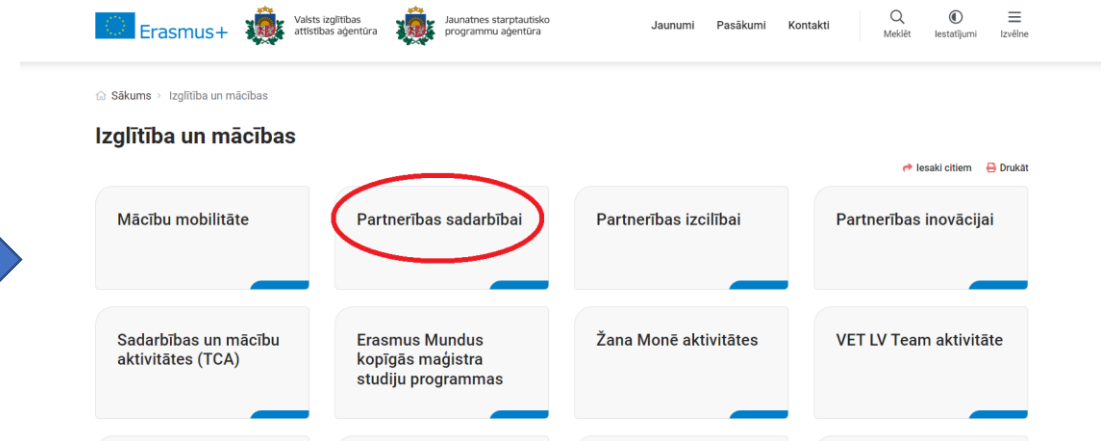 Erasmus+
Valsts izglītības
attīstības aģentūra
Jaunatnes starptautisko
programmu aģentūra
Jaunumi
Pasākumi
Kontakti
Meklēt
Iestatījumi
Izvēlne
Sākums > Izglītība un mācības
Izglītība un mācības
Iesaki citiem
Drukāt
Mācību mobilitāte
Partnerības sadarbībai
Partnerības izcilībai
Partnerības inovācijai
Sadarbības un mācību
aktivitātes (TCA)
Erasmus Mundus
kopīgās maģistra
studiju programmas
Žana Monē aktivitātes
VET LV Team aktivitāte